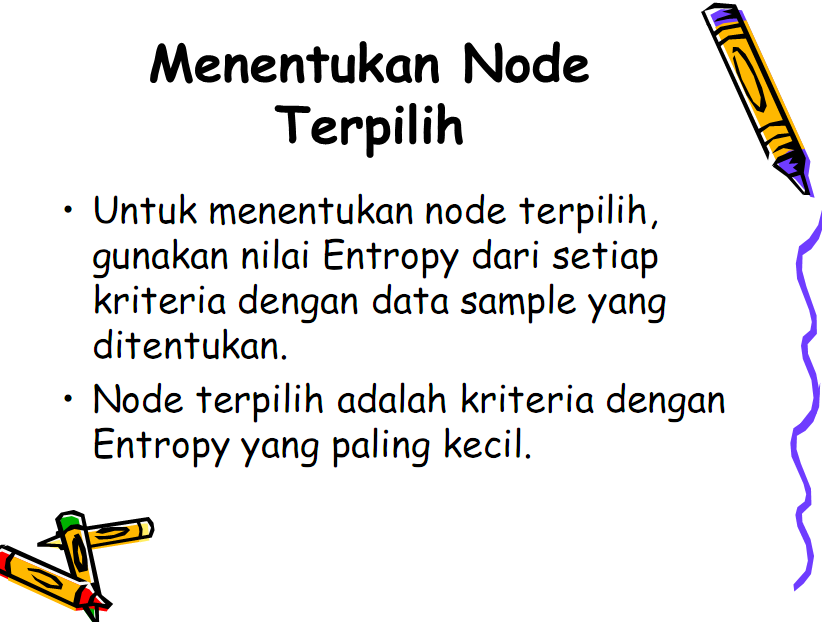 Menentukan Node
Terpilih
• Untuk menentukan node terpilih,
gunakan nilai Entropy dari setiap
kriteria dengan data sample yang
ditentukan.
• Node terpilih adalah kriteria dengan
Entropy yang paling kecil.